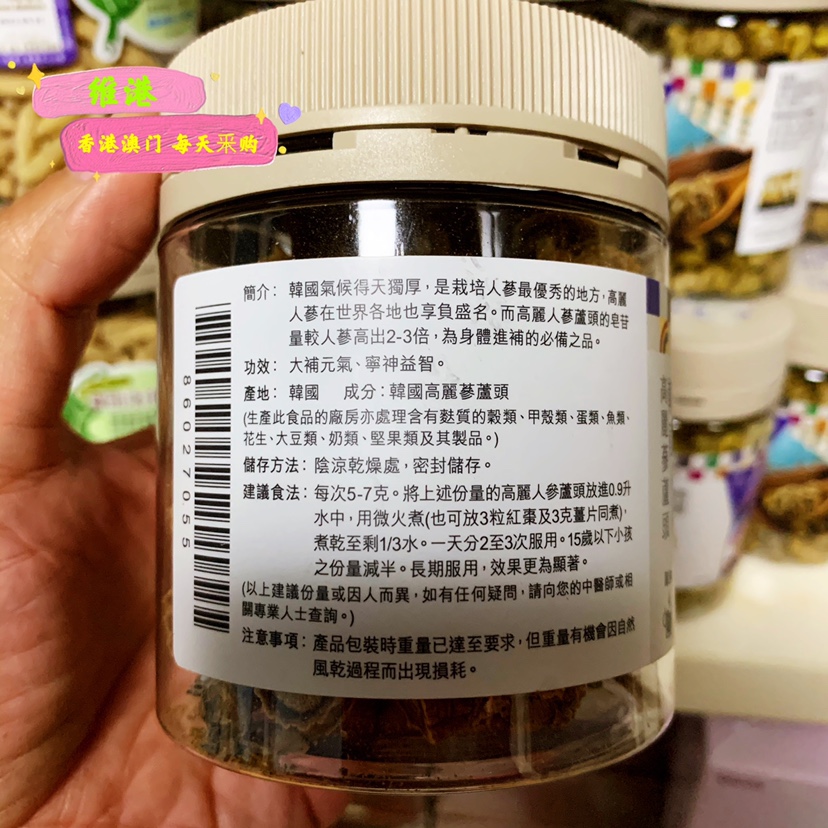 维港
香港澳门 每天采购
簡介：韓國氣候得天獨厚，是栽培人蔘最優秀的地方，高麗
人蔘在世界各地也享負盛名。而高麗人蔘蘆頭的皂苷
量較人蔘高出2-3倍，為身體進補的必備之品。
功效：大補元氣、寧神益智。
產地：韓國 成分：韓國高麗蔘蘆頭
(生產此食品的廠房亦處理含有麩質的穀類、甲殼類、蛋類、魚類、
花生、大豆類、奶類、堅果類及其製品。)
儲存方法：陰涼乾燥處，密封儲存。
建議食法：每次5-7克。將上述份量的高麗人參蘆頭放進0.9升
水中，用微火煮(也可放3粒紅棗及3克薑片同煮)，
煮乾至剩1/3水。一天分2至3次服用。15歲以下小孩
之份量減半。長期服用，效果更為顯著。
(以上建議份量或因人而異，如有任何疑問，請向您的中醫師或相
關專業人士查詢。)
注意事項：產品包裝時重量已達至要求，但重量有機會因自然
風乾過程而出現損耗。
86027055